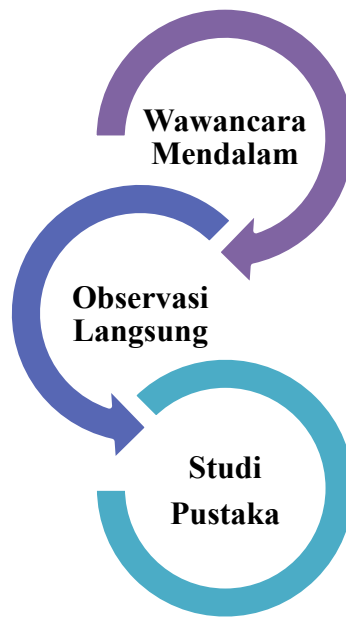 Wawancara
Mendalam
Observasi
Langsung
Studi
Pustaka